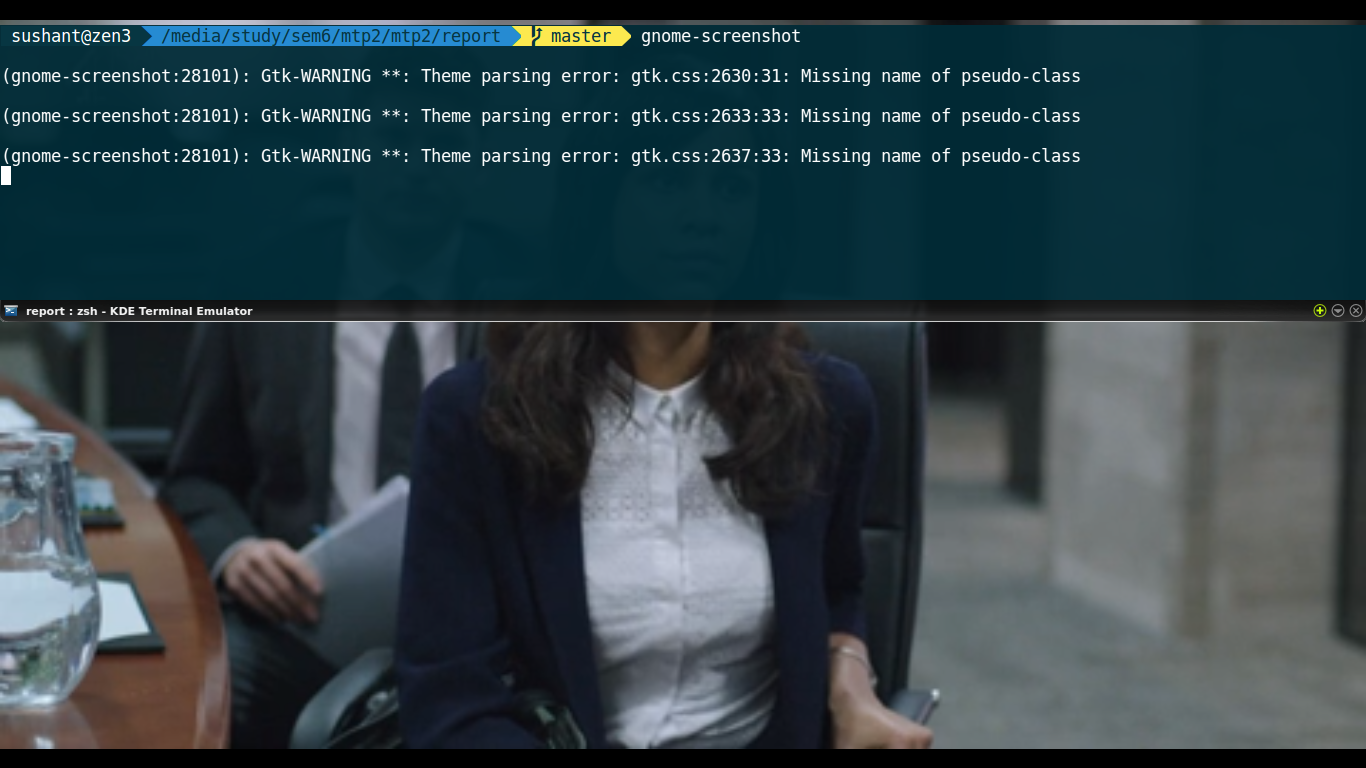 sushant@zen3 /media/study/sem6/mtp2/mtp2/report master gnome-screenshot
(gnome-screenshot:28101): Gtk-WARNING **: Theme parsing error: gtk.css:2630:31: Missing name of pseudo-class
(gnome-screenshot:28101): Gtk-WARNING **: Theme parsing error: gtk.css:2633:33: Missing name of pseudo-class
(gnome-screenshot:28101): Gtk-WARNING **: Theme parsing error: gtk.css:2637:33: Missing name of pseudo-class
report : zsh - KDE Terminal Emulator